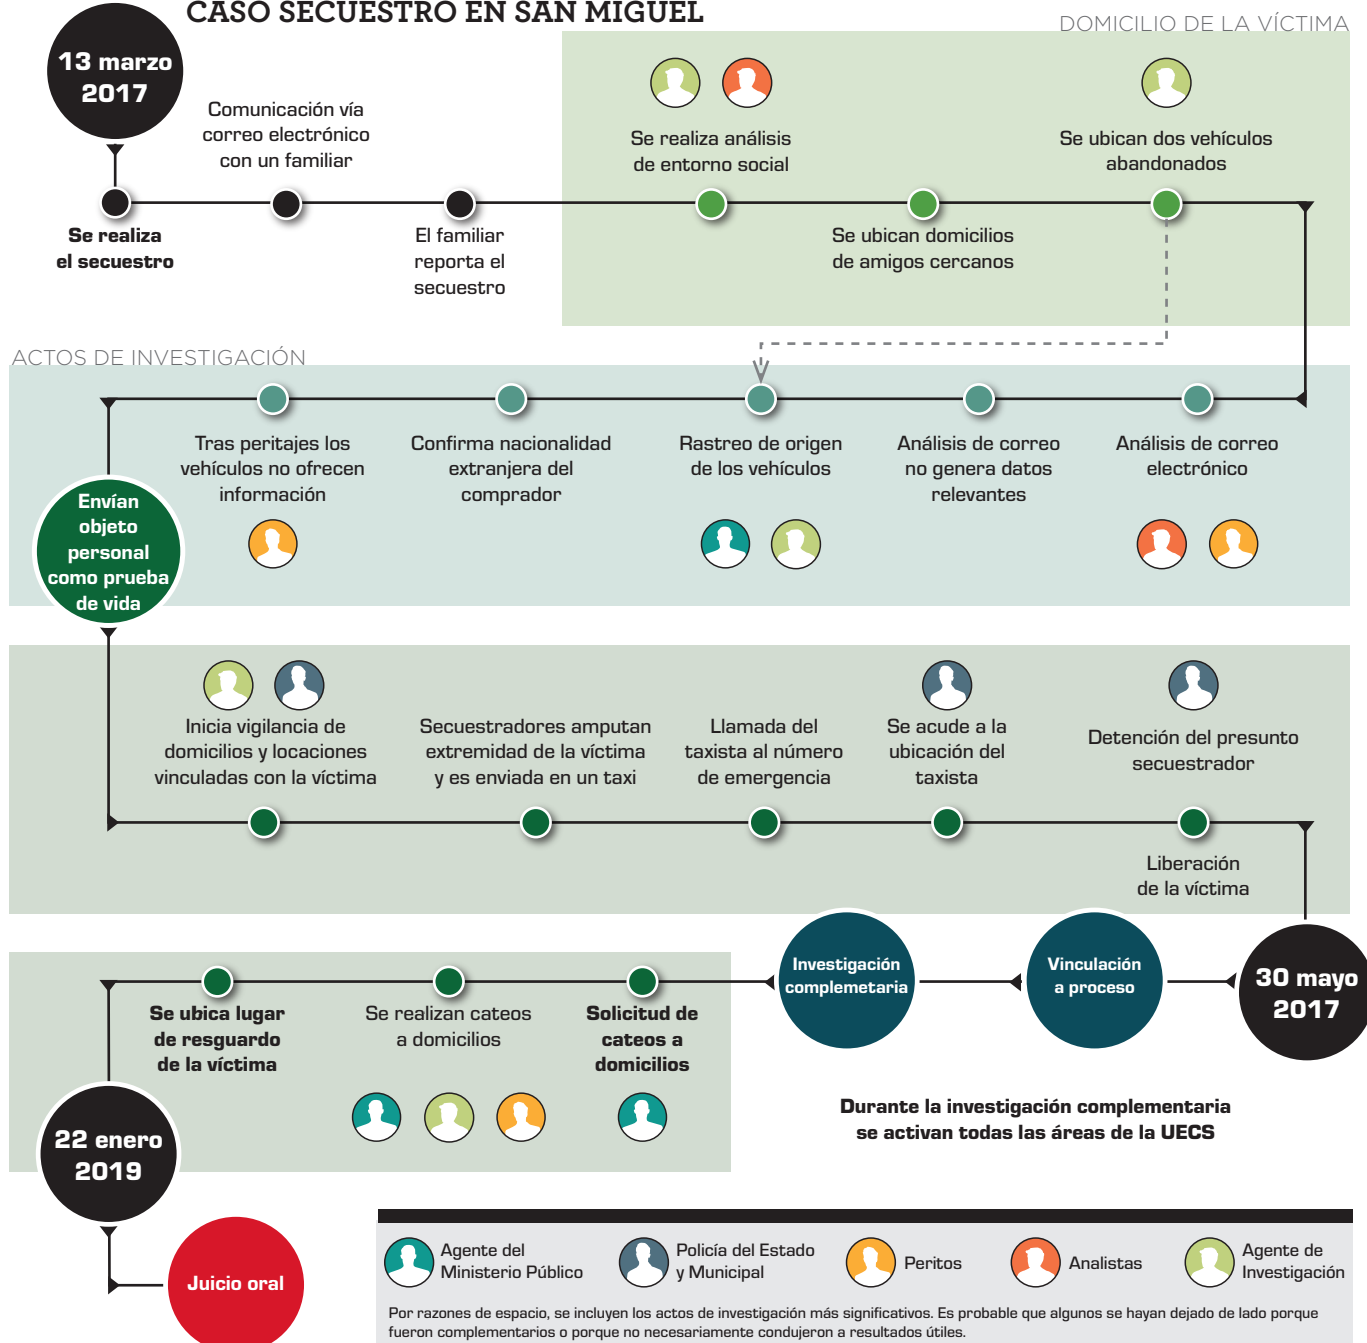 CASO SECUESTRO EN SAN MIGUEL
DOMICILIO DE LA VÍCTIMA
13 marzo
2017
Comunicación vía
correo electrónico
con un familiar
Se realiza análisis
de entorno social
Se ubican dos vehículos
abandonados
Se realiza
el secuestro
El familiar
reporta el
secuestro
Se ubican domicilios
de amigos cercanos
ACTOS DE INVESTIGACIÓN
Tras peritajes los
vehículos no ofrecen
información
Confirma nacionalidad
extranjera del
comprador
Rastreo de origen
de los vehículos
Análisis de correo
no genera datos
relevantes
Análisis de correo
electrónico
Envían
objeto
personal
como prueba
de vida
Inicia vigilancia de
domicilios y locaciones
vinculadas con la víctima
Secuestradores amputan
extremidad de la víctima
y es enviada en un taxi
Llamada del
taxista al número
de emergencia
Se acude a la
ubicación del
taxista
Detención del presunto
secuestrador
Liberación
de la víctima
Investigación
complemetaria
Vinculación
a proceso
30 mayo
2017
Se ubica lugar
de resguardo
de la víctima
Se realizan cateos
a domicilios
Solicitud de
cateos a
domicilios
Durante la investigación complementaria
se activan todas las áreas de la UECS
22 enero
2019
Juicio oral
Agente del
Ministerio Público
Policía del Estado
y Municipal
Peritos
Analistas
Agente de
Investigación
Por razones de espacio, se incluyen los actos de investigación más significativos. Es probable que algunos se hayan dejado de lado porque
fueron complementarios o porque no necesariamente condujeron a resultados útiles.